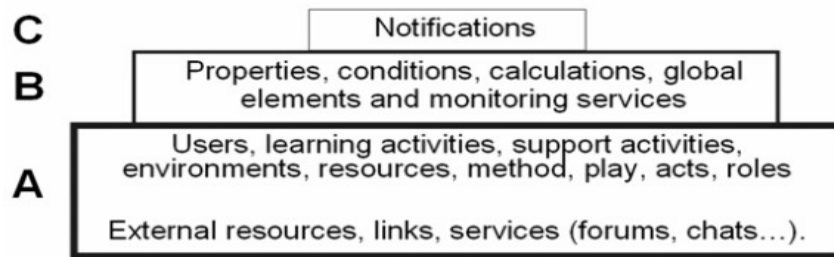 C Notifications
B Properties, conditions, calculations, global
elements and monitoring services
A Users, learning activities, support activities,
environments, resources, method, play, acts, roles
External resources, links, services (forums, chats...).